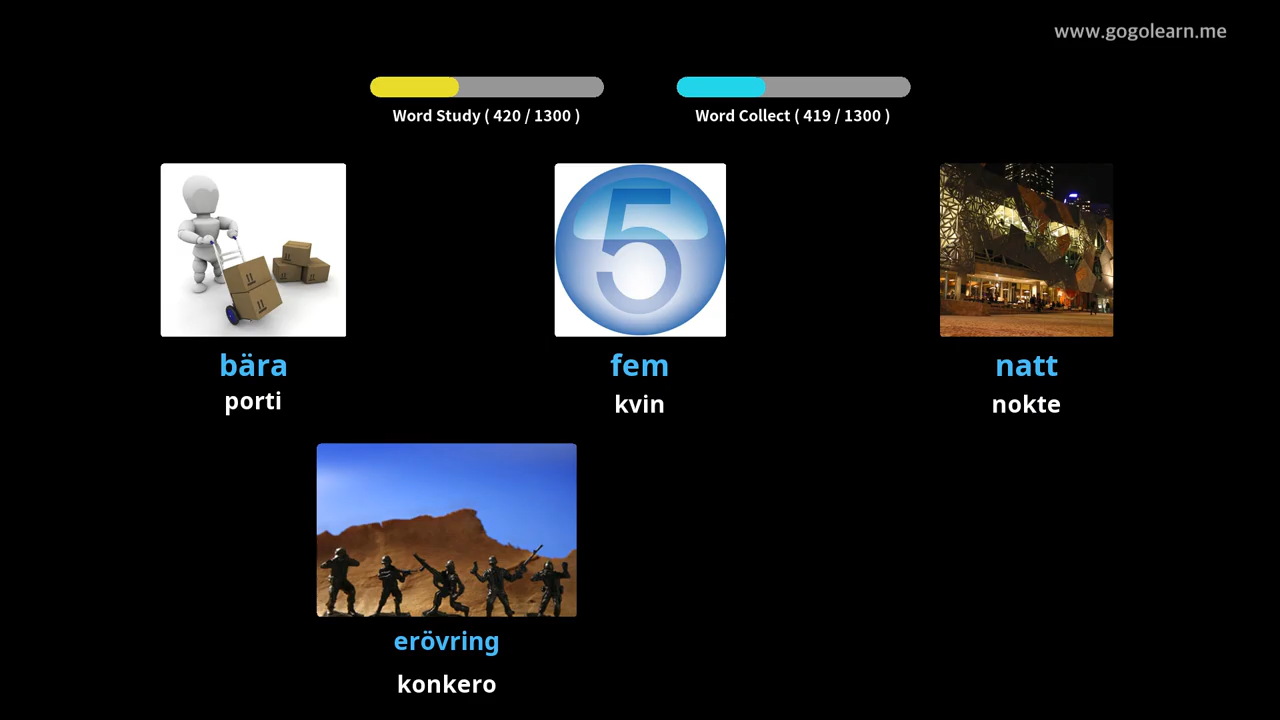 www.gogolearn.me
Word Study ( 420 / 1300 )
Word Collect ( 419 / 1300 )
5
bära
fem
natt
porti
kvin
nokte
erövring
konkero